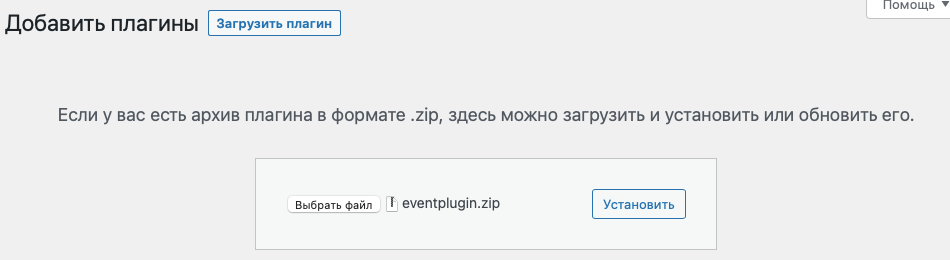 Добавить плагины Загрузить плагин Помощь
Если у вас есть архив плагина в формате .zip, здесь можно загрузить и установить или обновить его.
Выбрать файл eventplugin.zip Установить